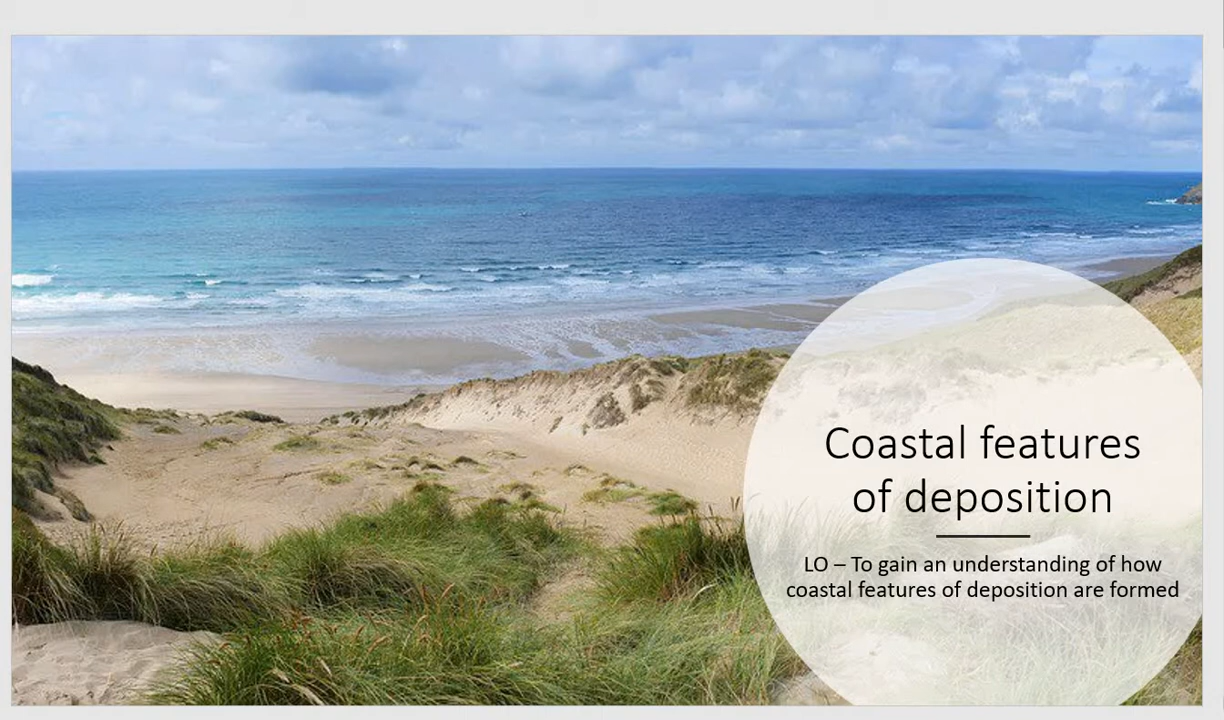 Coastal features
of deposition
LO – To gain an understanding of how
coastal features of deposition are formed